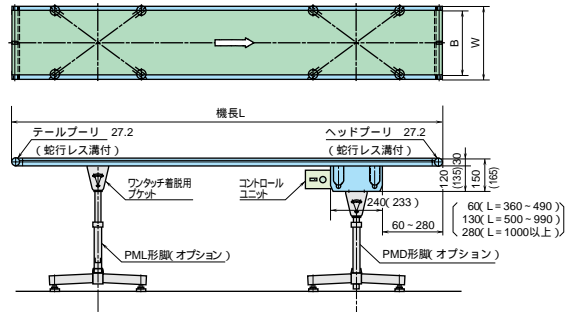 B
W
機長L
テールプーリ 27.2
(蛇行レス溝付)
ヘッドプーリ 27.2
(蛇行レス溝付)
ワンタッチ着脱用
ブケット
コントロール
ユニット
30
120
(135)
150
(165)
240(233)
60~280
60(L=360~490)
130(L=500~990)
280(L=1000以上)
PML形脚(オプション)
PMD形脚(オプション)